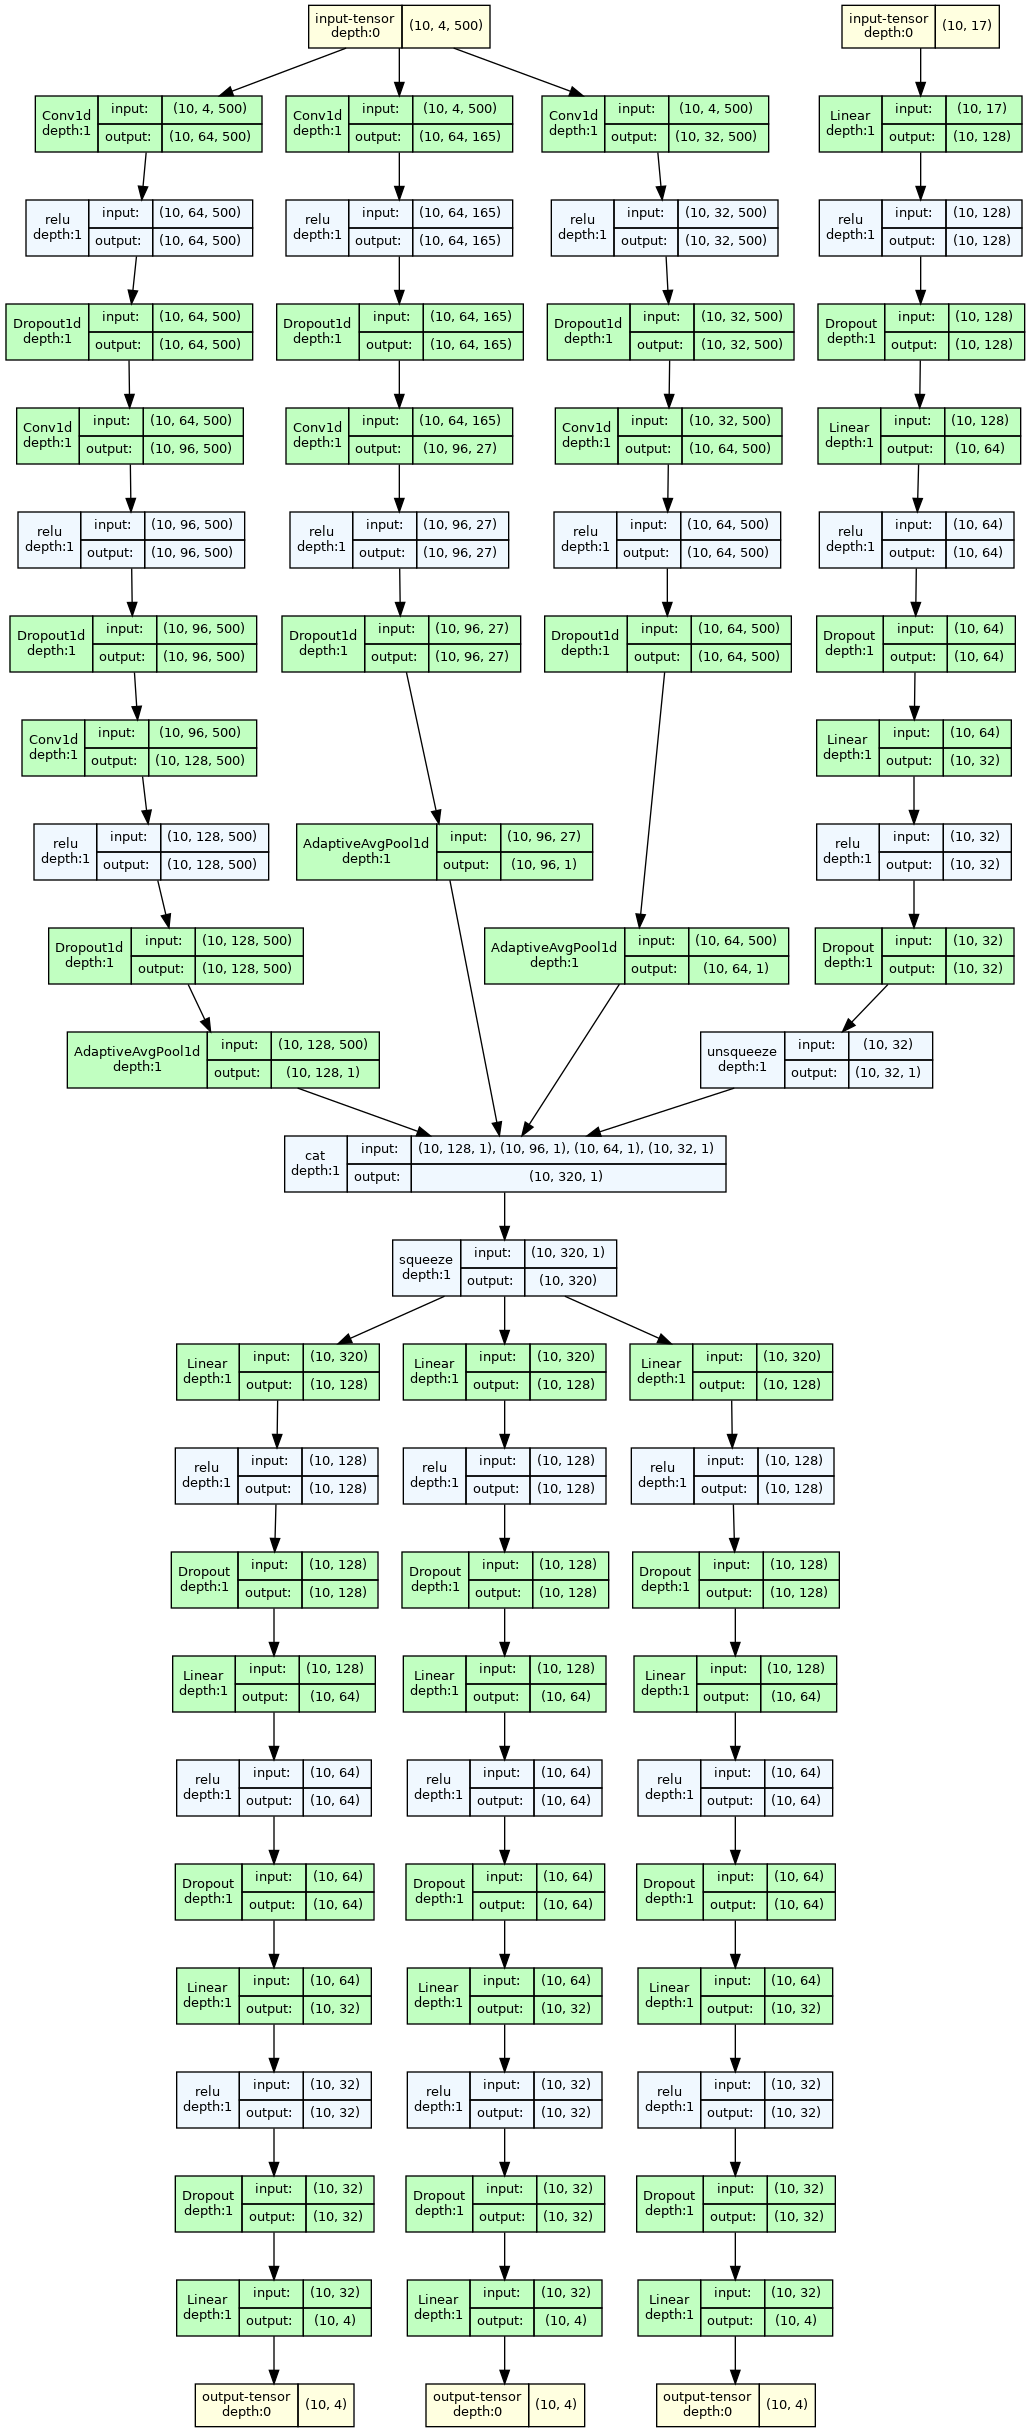 input-tensor (10, 4, 500)
depth:0
input-tensor (10, 17)
depth:0
Conv1d input: (10, 4, 500)
depth:1 output: (10, 64, 500)
Conv1d input: (10, 4, 500)
depth:1 output: (10, 64, 165)
Conv1d input: (10, 4, 500)
depth:1 output: (10, 32, 500)
Linear input: (10, 17)
depth:1 output: (10, 128)
relu input: (10, 64, 500)
depth:1 output: (10, 64, 500)
relu input: (10, 64, 165)
depth:1 output: (10, 64, 165)
relu input: (10, 32, 500)
depth:1 output: (10, 32, 500)
relu input: (10, 128)
depth:1 output: (10, 128)
Dropout1d input: (10, 64, 500)
depth:1 output: (10, 64, 500)
Dropout1d input: (10, 64, 165)
depth:1 output: (10, 64, 165)
Dropout1d input: (10, 32, 500)
depth:1 output: (10, 32, 500)
Dropout input: (10, 128)
depth:1 output: (10, 128)
Conv1d input: (10, 64, 500)
depth:1 output: (10, 96, 500)
Conv1d input: (10, 64, 165)
depth:1 output: (10, 96, 27)
Conv1d input: (10, 32, 500)
depth:1 output: (10, 64, 500)
Linear input: (10, 128)
depth:1 output: (10, 64)
relu input: (10, 96, 500)
depth:1 output: (10, 96, 500)
relu input: (10, 96, 27)
depth:1 output: (10, 96, 27)
relu input: (10, 64, 500)
depth:1 output: (10, 64, 500)
relu input: (10, 64)
depth:1 output: (10, 64)
Dropout1d input: (10, 96, 500)
depth:1 output: (10, 96, 500)
Dropout1d input: (10, 96, 27)
depth:1 output: (10, 96, 27)
Dropout1d input: (10, 64, 500)
depth:1 output: (10, 64, 500)
Dropout input: (10, 64)
depth:1 output: (10, 64)
Conv1d input: (10, 96, 500)
depth:1 output: (10, 128, 500)
Linear input: (10, 64)
depth:1 output: (10, 32)
relu input: (10, 128, 500)
depth:1 output: (10, 128, 500)
AdaptiveAvgPool1d input: (10, 96, 27)
depth:1 output: (10, 96, 1)
relu input: (10, 32)
depth:1 output: (10, 32)
Dropout1d input: (10, 128, 500)
depth:1 output: (10, 128, 500)
AdaptiveAvgPool1d input: (10, 64, 500)
depth:1 output: (10, 64, 1)
Dropout input: (10, 32)
depth:1 output: (10, 32)
AdaptiveAvgPool1d input: (10, 128, 500)
depth:1 output: (10, 128, 1)
unsqueeze input: (10, 32)
depth:1 output: (10, 32, 1)
cat input: (10, 128, 1), (10, 96, 1), (10, 64, 1), (10, 32, 1)
depth:1 output: (10, 320, 1)
squeeze input: (10, 320, 1)
depth:1 output: (10, 320)
Linear input: (10, 320)
depth:1 output: (10, 128)
Linear input: (10, 320)
depth:1 output: (10, 128)
Linear input: (10, 320)
depth:1 output: (10, 128)
relu input: (10, 128)
depth:1 output: (10, 128)
relu input: (10, 128)
depth:1 output: (10, 128)
relu input: (10, 128)
depth:1 output: (10, 128)
Dropout input: (10, 128)
depth:1 output: (10, 128)
Dropout input: (10, 128)
depth:1 output: (10, 128)
Dropout input: (10, 128)
depth:1 output: (10, 128)
Linear input: (10, 128)
depth:1 output: (10, 64)
Linear input: (10, 128)
depth:1 output: (10, 64)
Linear input: (10, 128)
depth:1 output: (10, 64)
relu input: (10, 64)
depth:1 output: (10, 64)
relu input: (10, 64)
depth:1 output: (10, 64)
relu input: (10, 64)
depth:1 output: (10, 64)
Dropout input: (10, 64)
depth:1 output: (10, 64)
Dropout input: (10, 64)
depth:1 output: (10, 64)
Dropout input: (10, 64)
depth:1 output: (10, 64)
Linear input: (10, 64)
depth:1 output: (10, 32)
Linear input: (10, 64)
depth:1 output: (10, 32)
Linear input: (10, 64)
depth:1 output: (10, 32)
relu input: (10, 32)
depth:1 output: (10, 32)
relu input: (10, 32)
depth:1 output: (10, 32)
relu input: (10, 32)
depth:1 output: (10, 32)
Dropout input: (10, 32)
depth:1 output: (10, 32)
Dropout input: (10, 32)
depth:1 output: (10, 32)
Dropout input: (10, 32)
depth:1 output: (10, 32)
Linear input: (10, 32)
depth:1 output: (10, 4)
Linear input: (10, 32)
depth:1 output: (10, 4)
Linear input: (10, 32)
depth:1 output: (10, 4)
output-tensor (10, 4)
depth:0
output-tensor (10, 4)
depth:0
output-tensor (10, 4)
depth:0